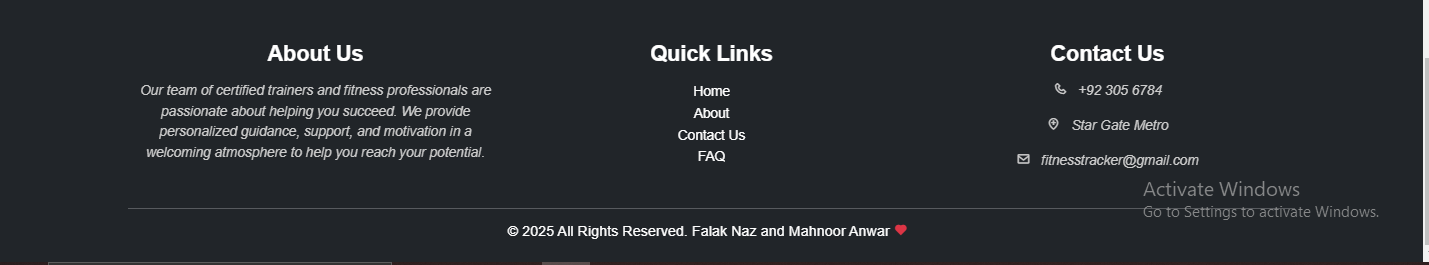 About Us
Our team of certified trainers and fitness professionals are
passionate about helping you succeed. We provide
personalized guidance, support, and motivation in a
welcoming atmosphere to help you reach your potential.
Quick Links
Home
About
Contact Us
FAQ
Contact Us
+92 305 6784
Star Gate Metro
fitnesstracker@gmail.com
Activate Windows
Go to Settings to activate Windows.
© 2025 All Rights Reserved. Falak Naz and Mahnoor Anwar